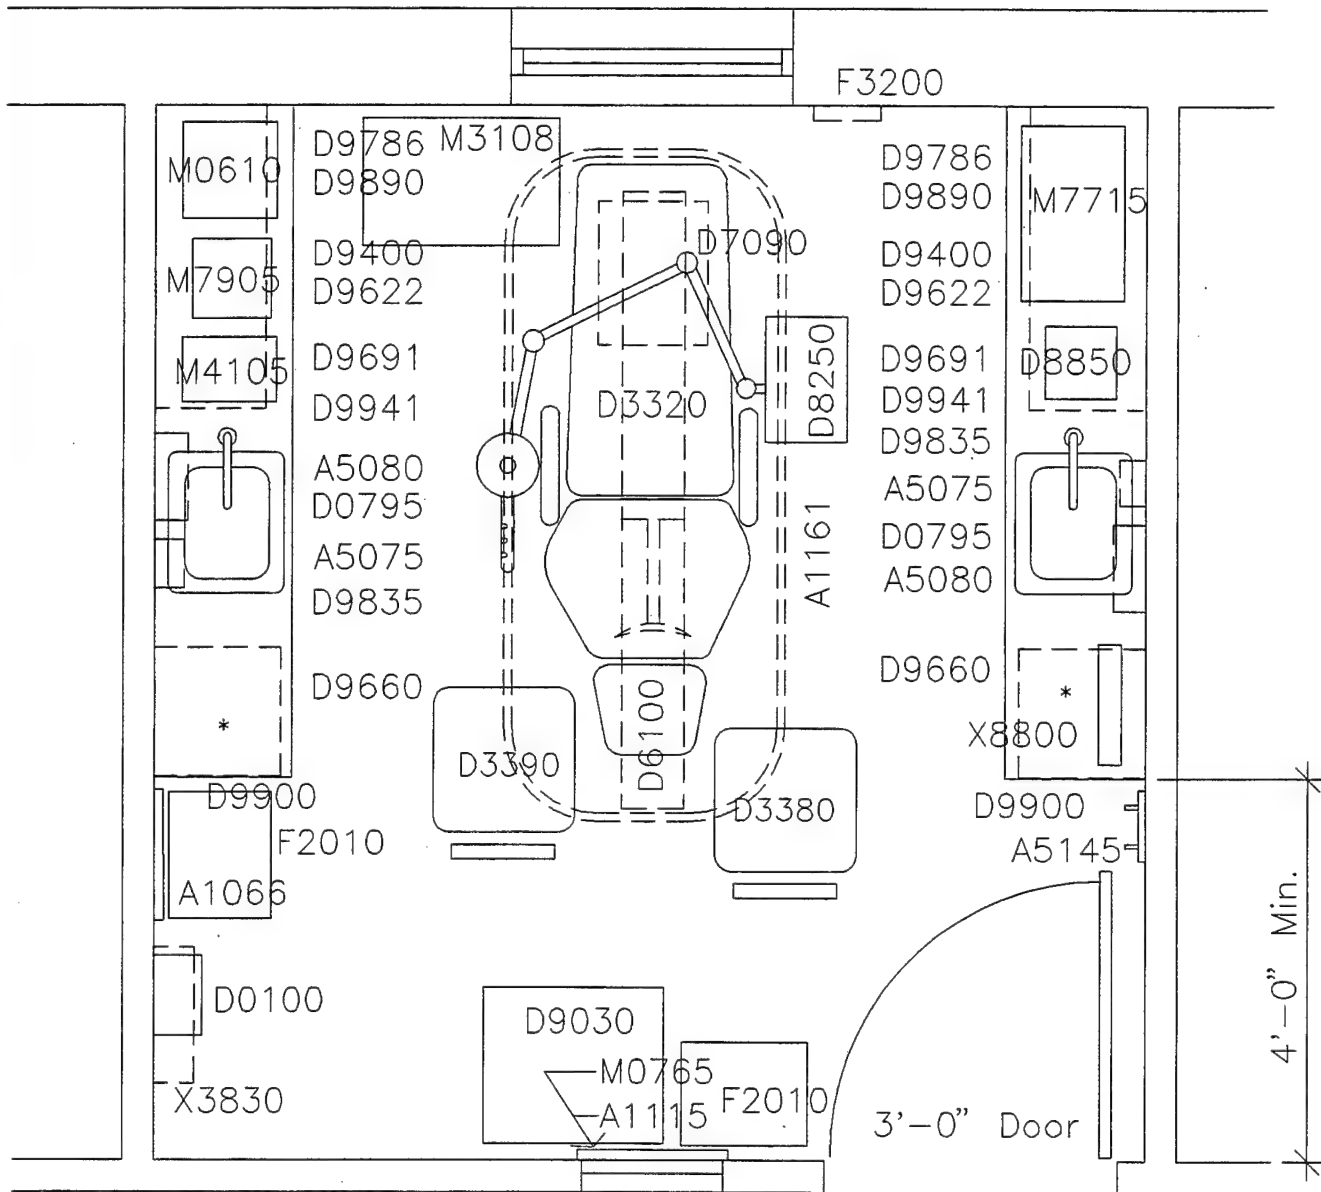 F3200
M0610
D9786
M3108
D9890
D9786
D9890
M7715
M7905
D9400
D9622
D7090
D9400
D9622
M4105
D9691
D9941
D3320
D8250
D9691
D9941
D8850
D9835
A5080
D0795
A5075
D9835
A1161
A5075
D0795
A5080
D9660
D9660
*
*
D6100
X8800
D3390
D3380
D9900
F2010
D9900
A5145
A1066
D0100
X3830
D9030
M0765
A1115
F2010
3'-0" Door
4'-0" Min.